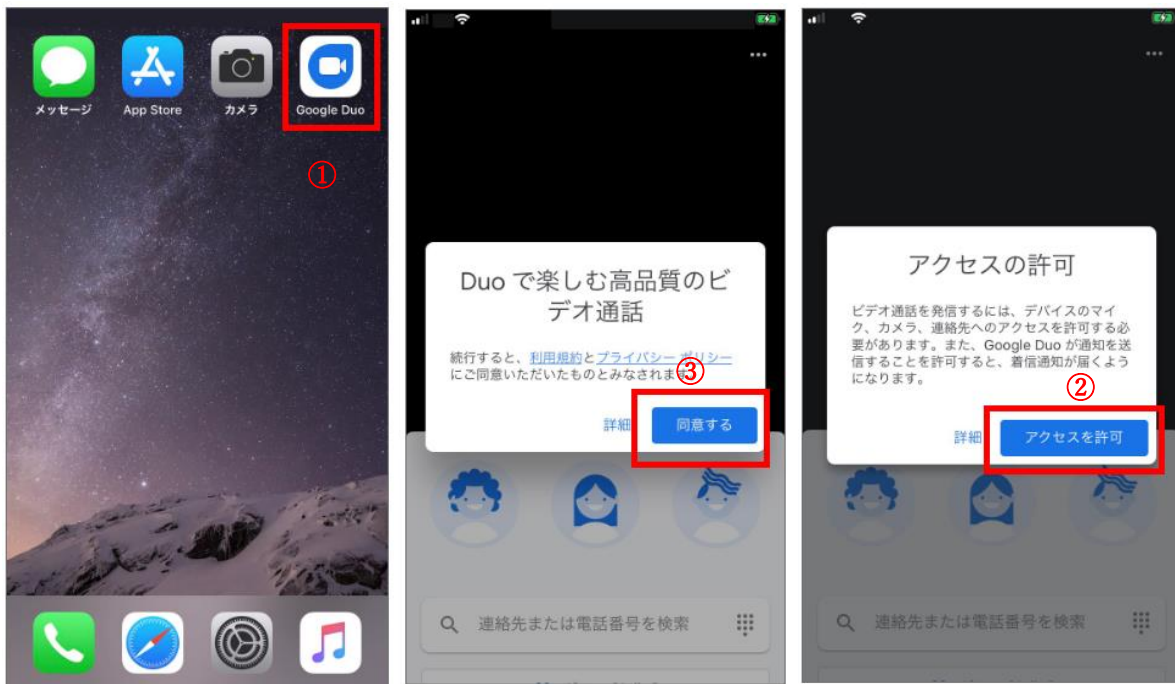 メッセージ
App Store
カメラ
Google Duo
①
Duo で楽しむ高品質のビ
デオ通話
続行すると、利用規約とプライバシー ポリシー
にご同意いただいたものとみなされます
③
詳細
同意する
連絡先または電話番号を検索
アクセスの許可
ビデオ通話を発信するには、デバイスのマイ
ク、カメラ、連絡先へのアクセスを許可する必
要があります。また、Google Duo が通知を送
信することを許可すると、着信通知が届くよう
になります。
②
詳細
アクセスを許可
連絡先または電話番号を検索